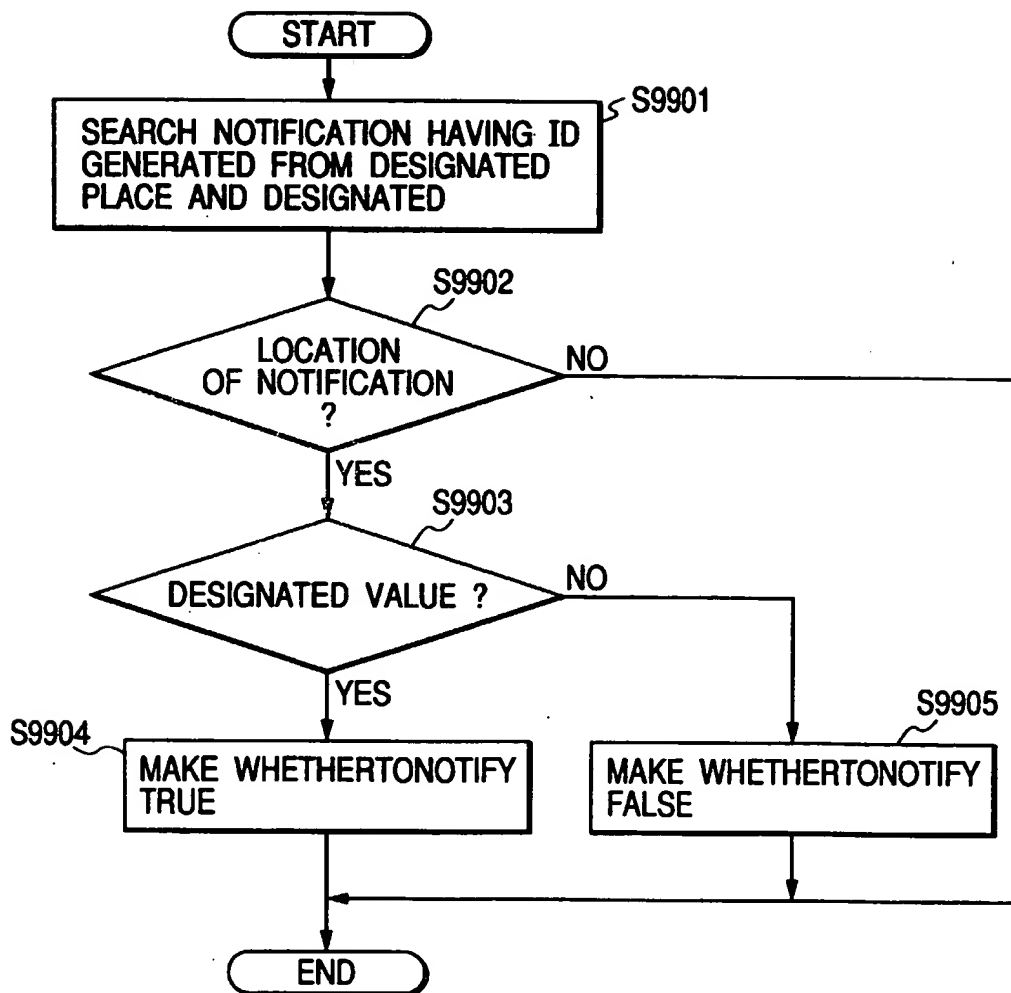 START
S9901
SEARCH NOTIFICATION HAVING ID
GENERATED FROM DESIGNATED
PLACE AND DESIGNATED
S9902
LOCATION
OF NOTIFICATION
?
NO
YES
S9903
DESIGNATED VALUE ?
NO
YES
S9904
MAKE WHETHERTONOTIFY
TRUE
S9905
MAKE WHETHERTONOTIFY
FALSE
END